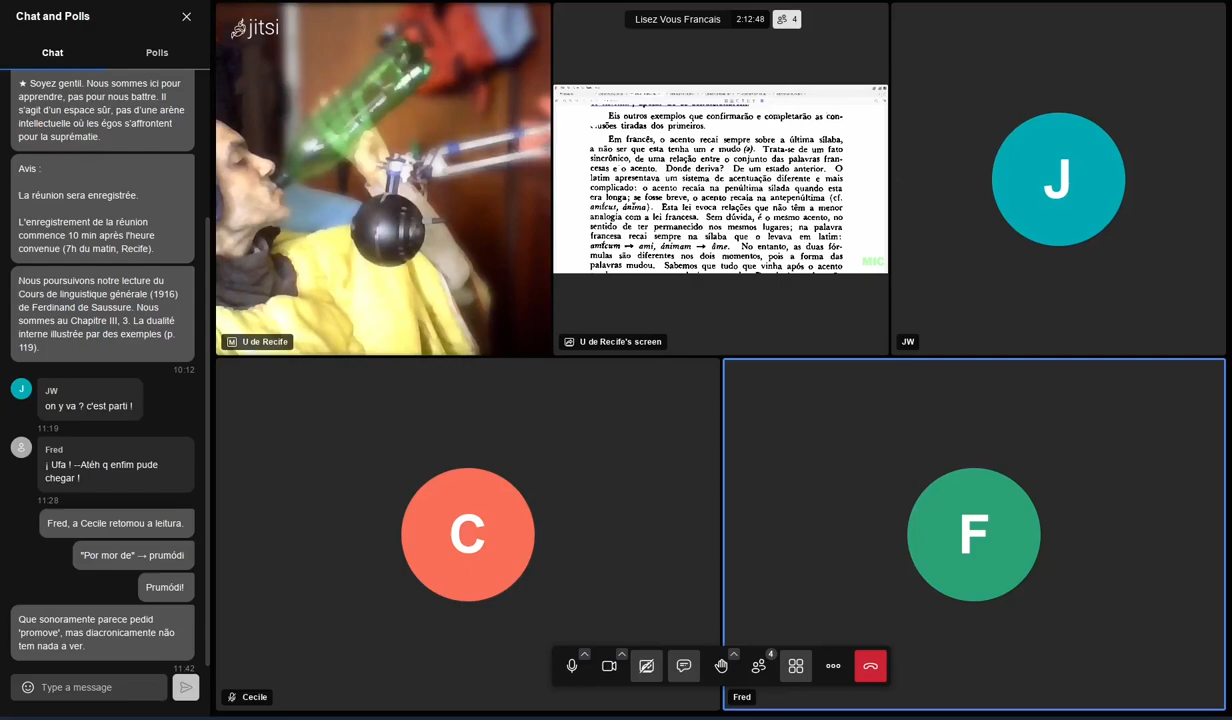 Chat and Polls
Chat
Polls
★ Soyez gentil. Nous sommes ici pour
apprendre, pas pour nous battre. Il
s'agit d'un espace sûr, pas d'une arène
intellectuelle où les égos s'affrontent
pour la suprématie.
Avis :
La réunion sera enregistrée.
L'enregistrement de la réunion
commence 10 min après l'heure
convenue (7h du matin, Recife).
Nous poursuivons notre lecture du
Cours de linguistique générale (1916)
de Ferdinand de Saussure. Nous
sommes au Chapitre III, 3. La dualité
interne illustrée par des exemples (p.
119).
10:12
J
JW
on y va ? c'est parti !
11:19
Fred
¡ Ufa ! --Atéh q enfim pude
chegar !
11:28
Fred, a Cecile retomou a leitura.
"Por mor de" → prumódi
Prumódi!
Que sonoramente parece pedid
'promove', mas diacronicamente não
tem nada a ver.
11:42
Type a message
jitsi
M U de Recife
Lisez Vous Francais 2:12:48 4
Eis outros exemplos que confirmarão e completarão as con-
usões tiradas dos primeiros.
Em francês, o acento recai sempre sobre a última sílaba,
a não ser que esta tenha um e mudo (ə). Trata-se de um fato
sincrônico, de uma relação entre o conjunto das palavras fran-
cesas e o acento. Donde deriva? De um estado anterior. O
latim apresentava um sistema de acentuação diferente e mais
complicado: o acento recaía na penúltima sílaba quando esta
era longa; se fosse breve, o acento recaía na antepenúltima (cf.
amīcus, ánĭma). Esta lei evoca relações que não têm a menor
analogia com a lei francesa. Sem dúvida, é o mesmo acento, no
sentido de ter permanecido nos mesmos lugares; na palavra
francesa recai sempre na sílaba que o levava em latim:
amīcum → ami, ánimam → âme. No entanto, as duas fór-
mulas são diferentes nos dois momentos, pois a forma das
palavras mudou. Sabemos que tudo que vinha após o acento
MIC
U de Recife's screen
J
JW
C
Cecile
F
Fred
4